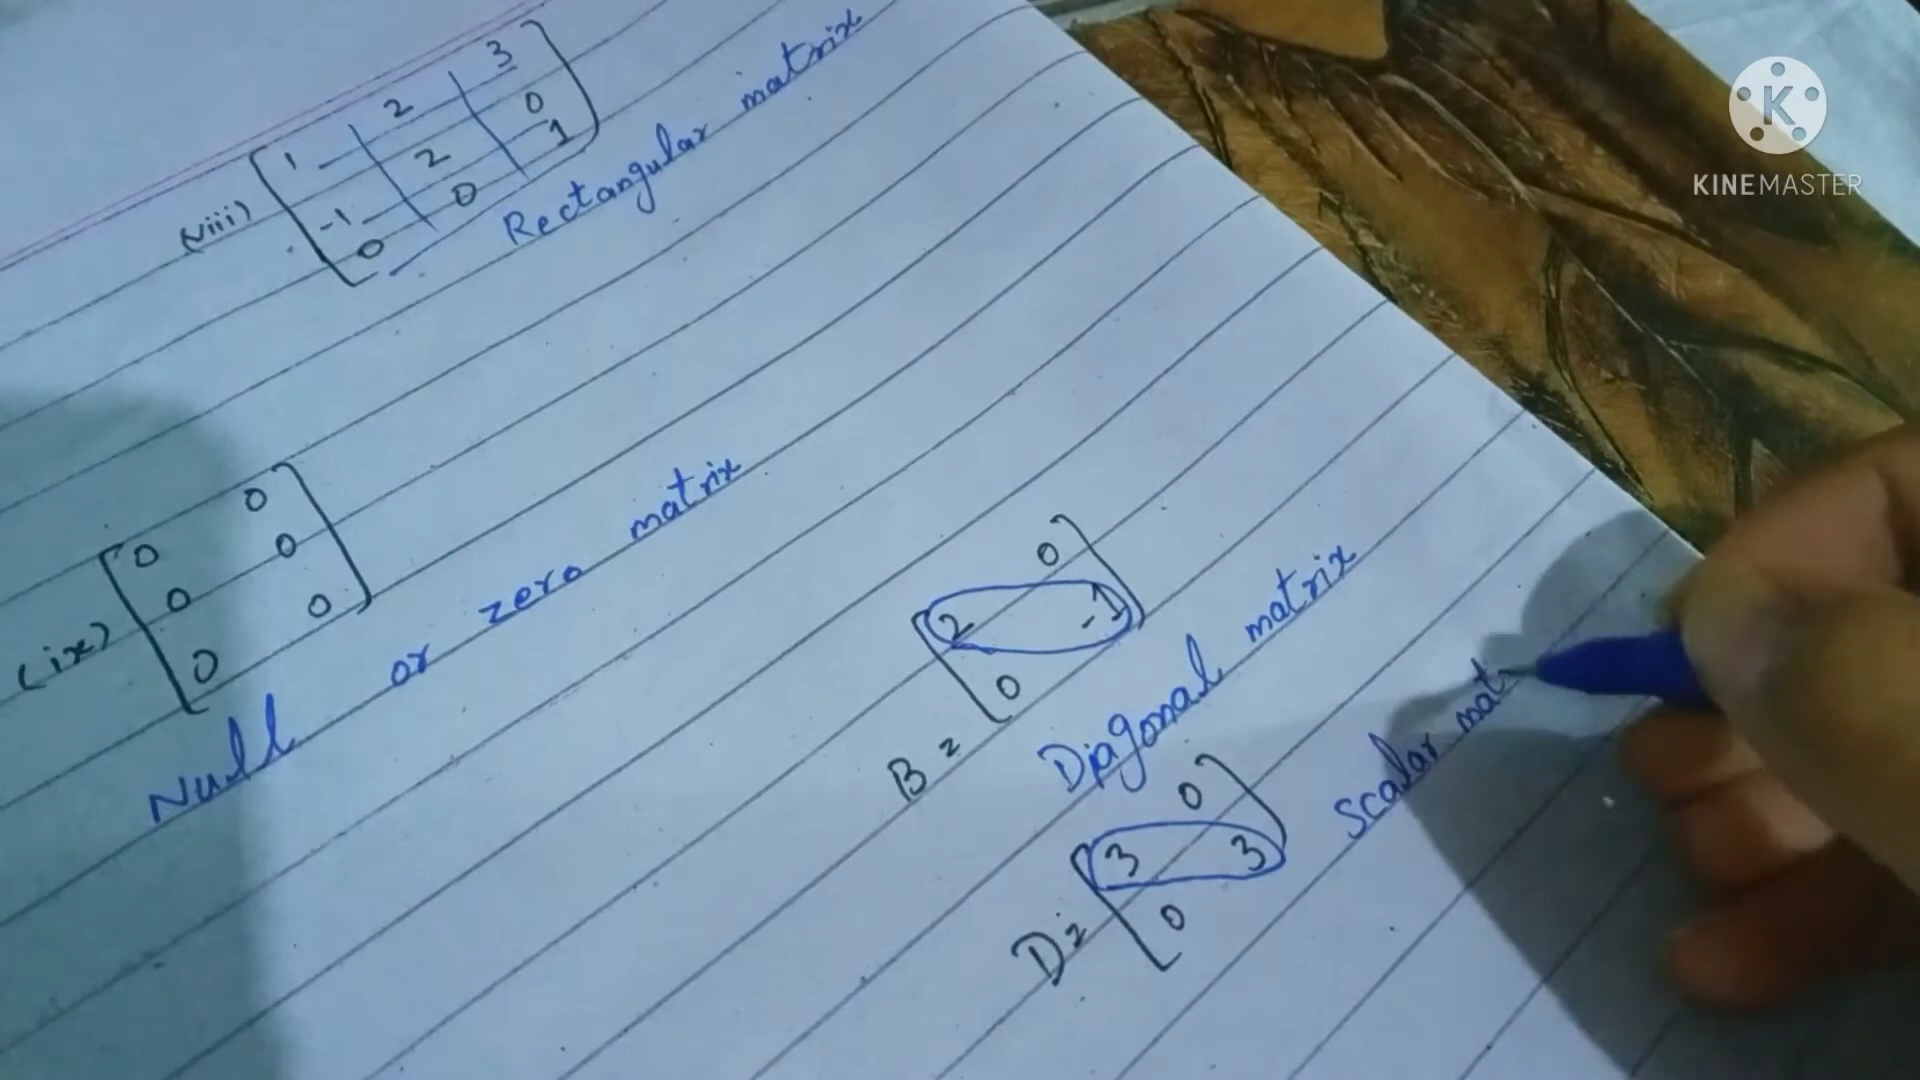 (viii) [ 1 2 3
-1 2 0
0 0 1 ]
Rectangular matrix
(ix) [ 0 0
0 0
0 0 ]
Null or zero matrix
B = [ 2 0
0 -1 ]
Diagonal matrix
D = [ 3 0
0 3 ]
Scalar mat
K
KINEMASTER